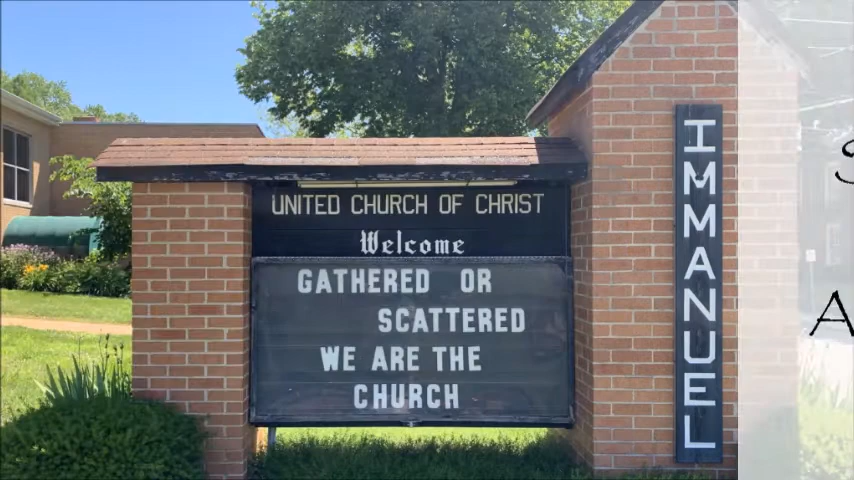 UNITED CHURCH OF CHRIST
Welcome
GATHERED OR
SCATTERED
WE ARE THE
CHURCH
IMMANUEL